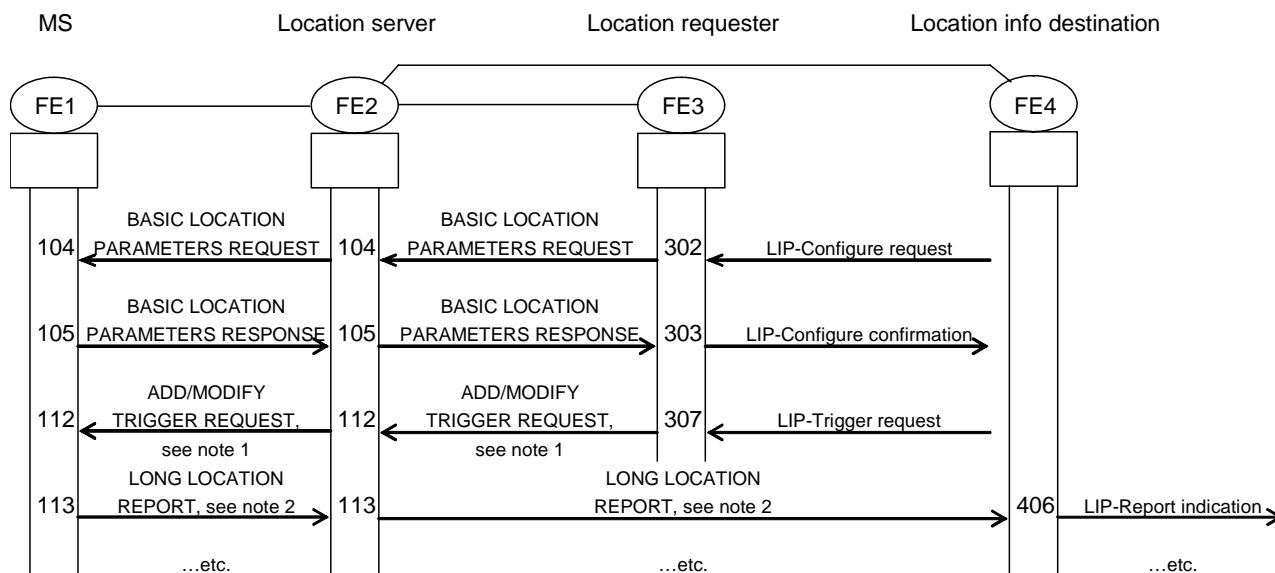 MS
Location server
Location requester
Location info destination
FE1
FE2
FE3
FE4
BASIC LOCATION
PARAMETERS REQUEST
BASIC LOCATION
PARAMETERS REQUEST
104
104
302
LIP-Configure request
BASIC LOCATION
PARAMETERS RESPONSE
BASIC LOCATION
PARAMETERS RESPONSE
105
105
303
LIP-Configure confirmation
ADD/MODIFY
TRIGGER REQUEST,
see note 1
ADD/MODIFY
TRIGGER REQUEST,
see note 1
112
112
307
LIP-Trigger request
LONG LOCATION
REPORT, see note 2
LONG LOCATION
REPORT, see note 2
113
113
406
LIP-Report indication
…etc.
…etc.
…etc.